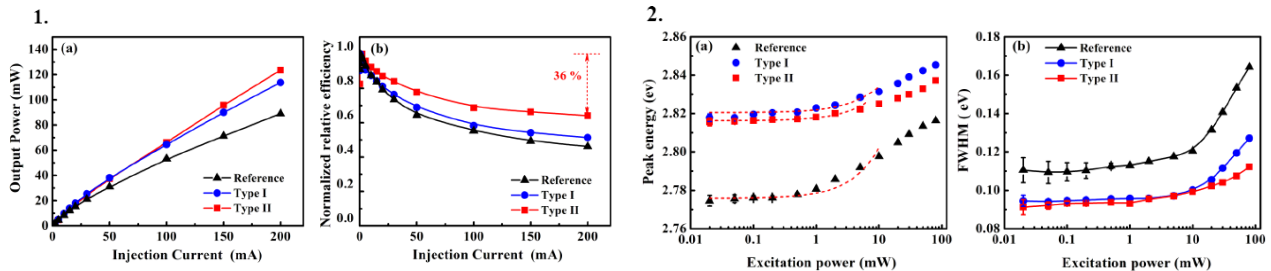 1.
(a)
Output Power (mW)
140
120
100
80
60
40
20
0
Reference
Type I
Type II
0 50 100 150 200
Injection Current (mA)
(b)
Normalized relative efficiency
1.0
0.8
0.6
0.4
0.2
0.0
36 %
Reference
Type I
Type II
0 50 100 150 200
Injection Current (mA)
2.
(a)
Peak energy (ev)
2.86
2.84
2.82
2.80
2.78
2.76
Reference
Type I
Type II
0.01 0.1 1 10 100
Excitation power (mW)
(b)
FWHM (eV)
0.18
0.16
0.14
0.12
0.10
0.08
Reference
Type I
Type II
0.01 0.1 1 10 100
Excitation power (mW)